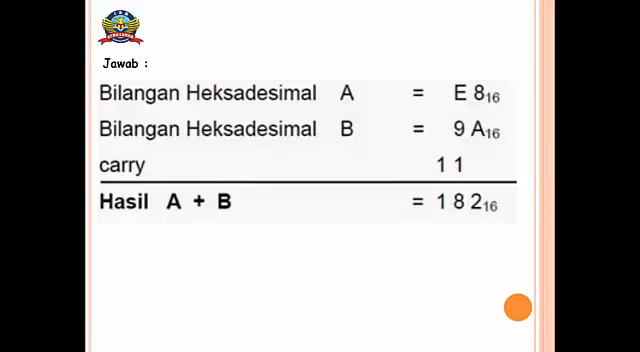 Jawab :
Bilangan Heksadesimal A = E 8₁₆
Bilangan Heksadesimal B = 9 A₁₆
carry 1 1
Hasil A + B = 1 8 2₁₆